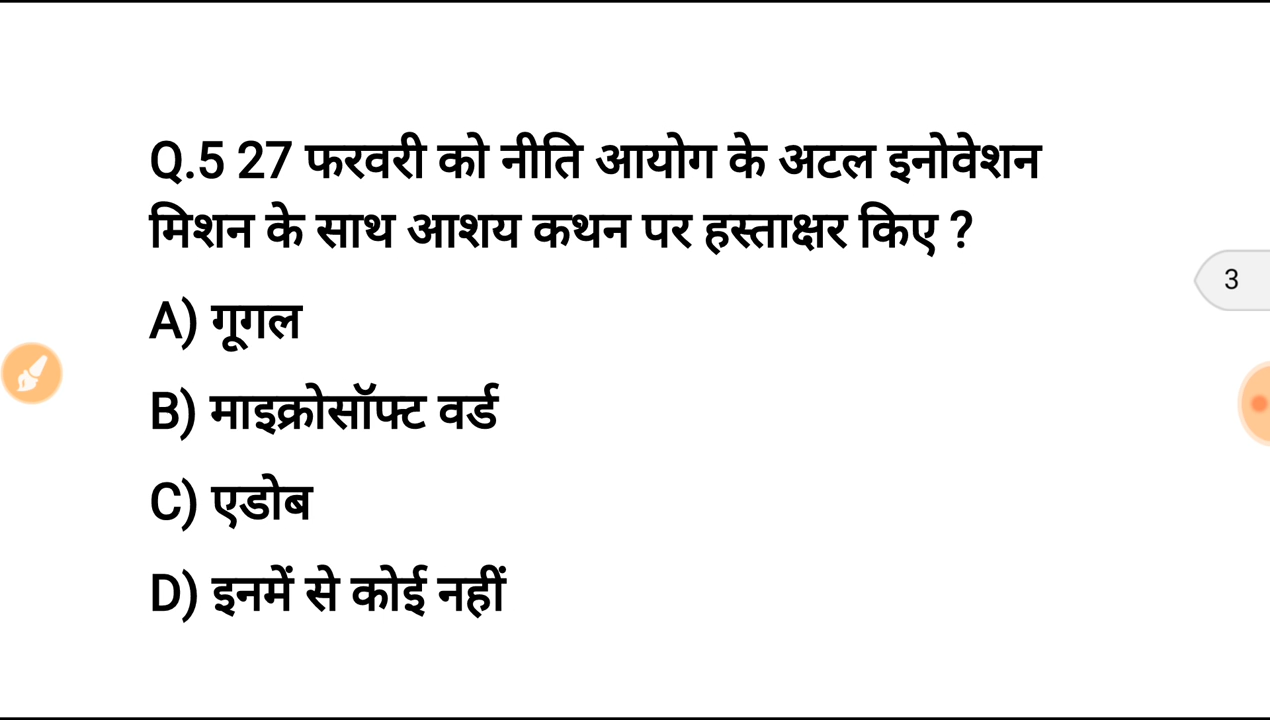 Q.5 27 फरवरी को नीति आयोग के अटल इनोवेशन
मिशन के साथ आशय कथन पर हस्ताक्षर किए ?
A) गूगल
B) माइक्रोसॉफ्ट वर्ड
C) एडोब
D) इनमें से कोई नहीं
3